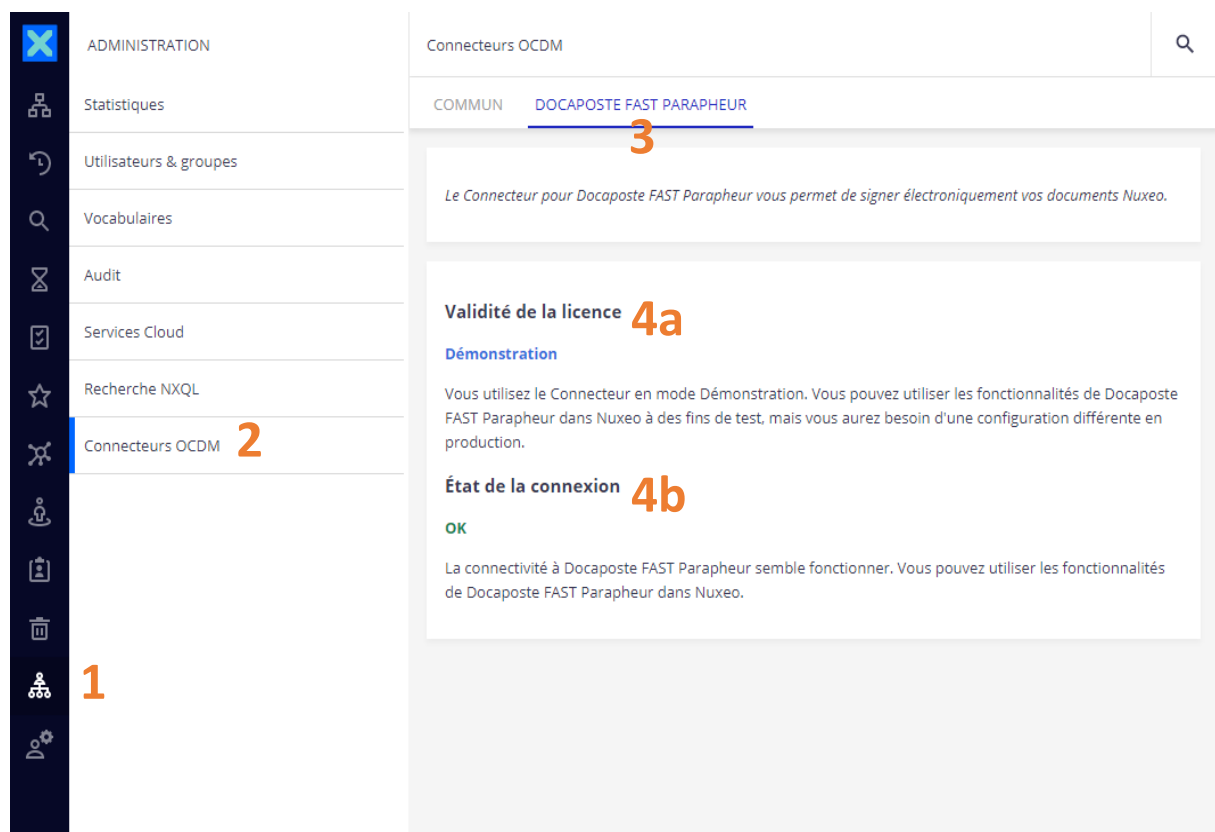 ADMINISTRATION
Statistiques
Utilisateurs & groupes
Vocabulaires
Audit
Services Cloud
Recherche NXQL
Connecteurs OCDM 2
1
Connecteurs OCDM
COMMUN DOCAPOSTE FAST PARAPHEUR
3
Le Connecteur pour Docaposte FAST Parapheur vous permet de signer électroniquement vos documents Nuxeo.
Validité de la licence 4a
Démonstration
Vous utilisez le Connecteur en mode Démonstration. Vous pouvez utiliser les fonctionnalités de Docaposte
FAST Parapheur dans Nuxeo à des fins de test, mais vous aurez besoin d'une configuration différente en
production.
État de la connexion 4b
OK
La connectivité à Docaposte FAST Parapheur semble fonctionner. Vous pouvez utiliser les fonctionnalités
de Docaposte FAST Parapheur dans Nuxeo.